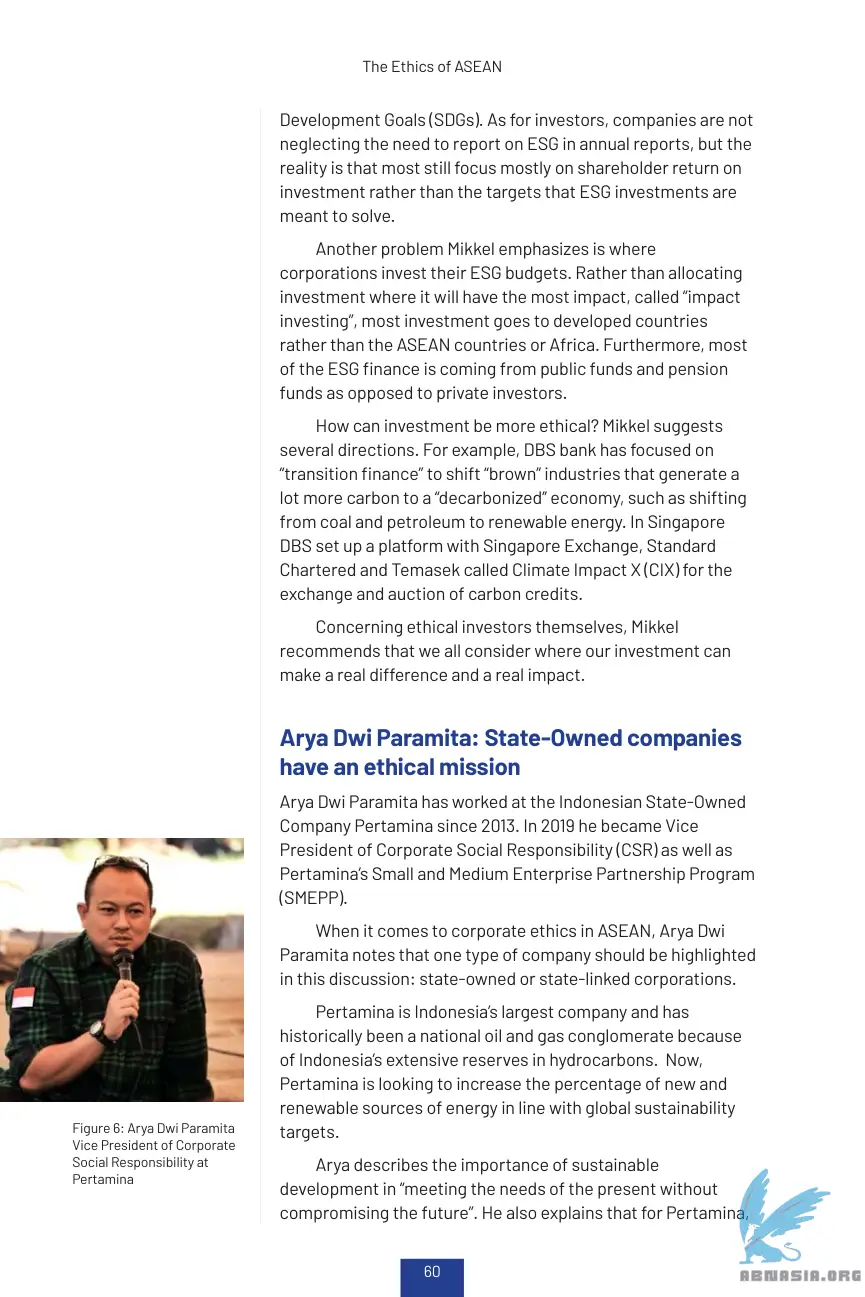 The Ethics of ASEAN
Development Goals (SDGs). As for investors, companies are not
neglecting the need to report on ESG in annual reports, but the
reality is that most still focus mostly on shareholder return on
investment rather than the targets that ESG investments are
meant to solve.
Another problem Mikkel emphasizes is where
corporations invest their ESG budgets. Rather than allocating
investment where it will have the most impact, called “impact
investing”, most investment goes to developed countries
rather than the ASEAN countries or Africa. Furthermore, most
of the ESG finance is coming from public funds and pension
funds as opposed to private investors.
How can investment be more ethical? Mikkel suggests
several directions. For example, DBS bank has focused on
“transition finance” to shift “brown” industries that generate a
lot more carbon to a “decarbonized” economy, such as shifting
from coal and petroleum to renewable energy. In Singapore
DBS set up a platform with Singapore Exchange, Standard
Chartered and Temasek called Climate Impact X (CIX) for the
exchange and auction of carbon credits.
Concerning ethical investors themselves, Mikkel
recommends that we all consider where our investment can
make a real difference and a real impact.
Arya Dwi Paramita: State-Owned companies
have an ethical mission
Arya Dwi Paramita has worked at the Indonesian State-Owned
Company Pertamina since 2013. In 2019 he became Vice
President of Corporate Social Responsibility (CSR) as well as
Pertamina’s Small and Medium Enterprise Partnership Program
(SMEPP).
When it comes to corporate ethics in ASEAN, Arya Dwi
Paramita notes that one type of company should be highlighted
in this discussion: state-owned or state-linked corporations.
Pertamina is Indonesia’s largest company and has
historically been a national oil and gas conglomerate because
of Indonesia’s extensive reserves in hydrocarbons. Now,
Pertamina is looking to increase the percentage of new and
renewable sources of energy in line with global sustainability
targets.
Arya describes the importance of sustainable
development in “meeting the needs of the present without
compromising the future”. He also explains that for Pertamina,
Figure 6: Arya Dwi Paramita
Vice President of Corporate
Social Responsibility at
Pertamina
60
ABNASIA.ORG